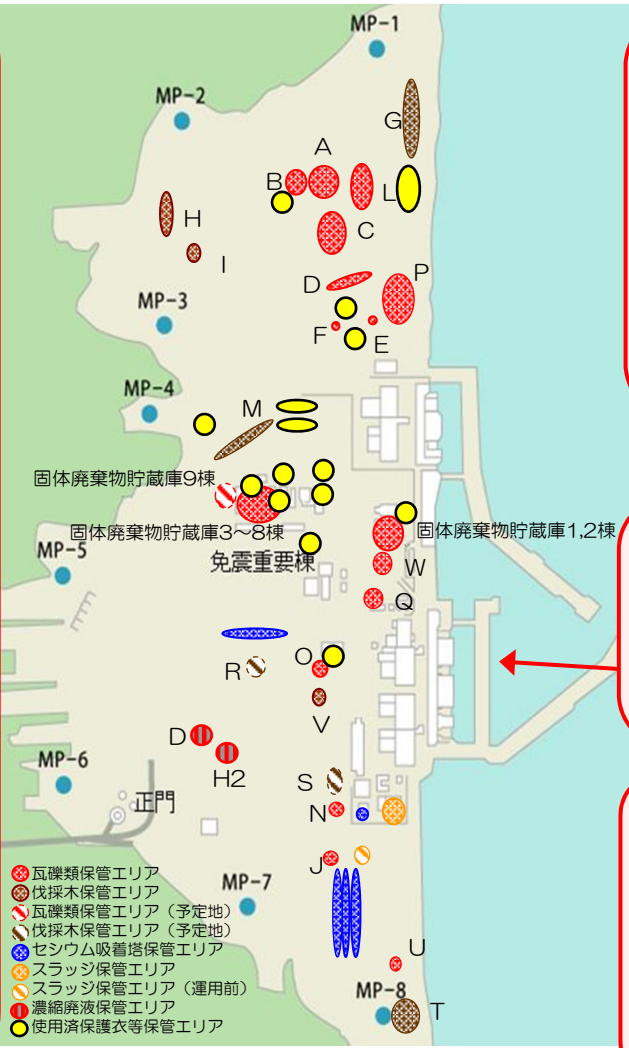 MP-1
MP-2
G
A
B
L
H
C
I
D
P
MP-3
F
E
MP-4
M
固体廃棄物貯蔵庫9棟
固体廃棄物貯蔵庫3～8棟
固体廃棄物貯蔵庫1,2棟
MP-5
免震重要棟
W
Q
O
R
V
D
H2
MP-6
S
正門
N
J
瓦礫類保管エリア
伐採木保管エリア
MP-7
瓦礫類保管エリア（予定地）
伐採木保管エリア（予定地）
セシウム吸着塔保管エリア
U
スラッジ保管エリア
スラッジ保管エリア（運用前）
MP-8
濃縮廃液保管エリア
T
使用済保護衣等保管エリア